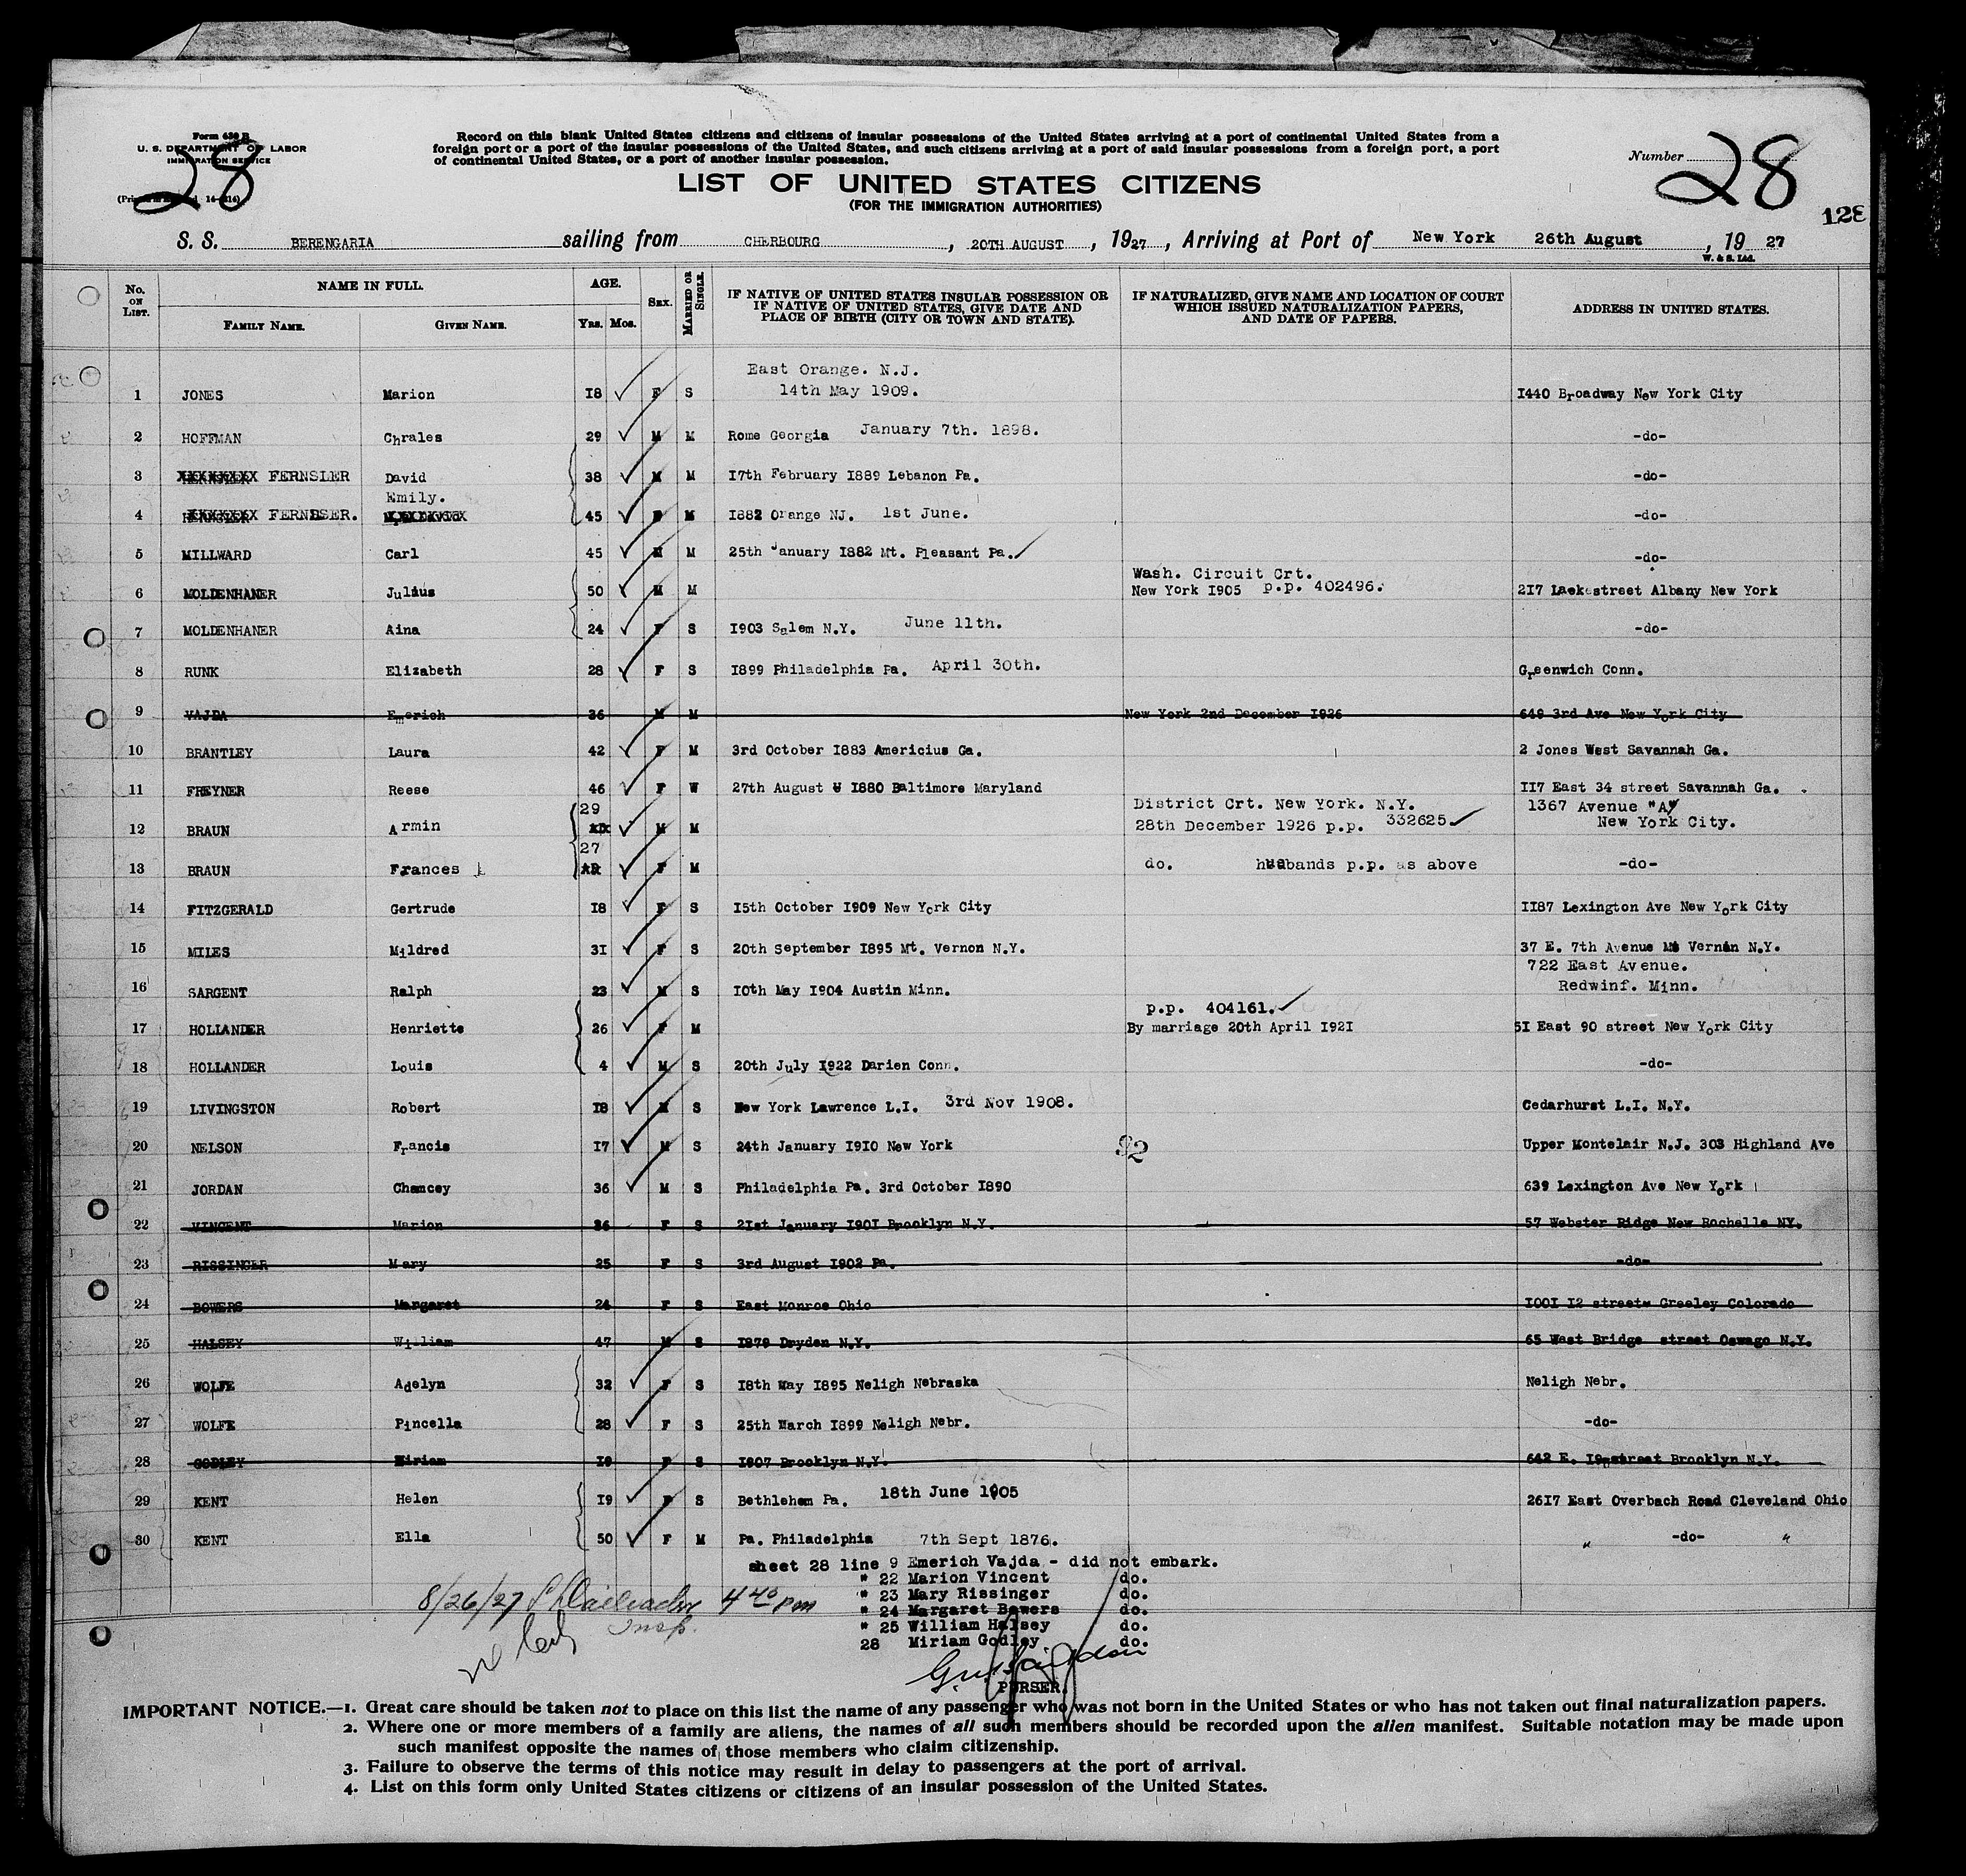 Form 630 B
U. S. DEPARTMENT OF LABOR
IMMIGRATION SERVICE
28
Record on this blank United States citizens and citizens of insular possessions of the United States arriving at a port of continental United States from a
foreign port or a port of the insular possessions of the United States, and such citizens arriving at a port of said insular possessions from a foreign port, a port
of continental United States, or a port of another insular possession.
LIST OF UNITED STATES CITIZENS
(FOR THE IMMIGRATION AUTHORITIES)
Number 28
128
S. S. BERENGARIA sailing from CHERBOURG, 20TH AUGUST, 1927, Arriving at Port of New York 26th August, 19 27
W. & S. Ltd.
No. ON LIST. NAME IN FULL. FAMILY NAME. GIVEN NAME. AGE. YRS. MOS. SEX. MARRIED OR SINGLE. IF NATIVE OF UNITED STATES INSULAR POSSESSION OR IF NATIVE OF UNITED STATES, GIVE DATE AND PLACE OF BIRTH (CITY OR TOWN AND STATE). IF NATURALIZED, GIVE NAME AND LOCATION OF COURT WHICH ISSUED NATURALIZATION PAPERS, AND DATE OF PAPERS. ADDRESS IN UNITED STATES.
East Orange. N.J.
1 JONES Marion 18 F S 14th May 1909. 1440 Broadway New York City
2 HOFFMAN Chrales 29 M M Rome Georgia January 7th. 1898. -do-
3 FERNSLER David 38 M M 17th February 1889 Lebanon Pa. -do-
Emily.
4 FERNSSER. 45 F M 1882 Orange NJ. 1st June. -do-
5 MILLWARD Carl 45 M M 25th January 1882 Mt. Pleasant Pa. -do-
Wash. Circuit Crt.
6 MOLDENHANER Julius 50 M M New York 1905 p.p. 402496. 217 Laek street Albany New York
7 MOLDENHANER Aina 24 F S 1903 Salem N.Y. June 11th. -do-
8 RUNK Elizabeth 28 F S 1899 Philadelphia Pa. April 30th. Greenwich Conn.
9 VAJDA Emerich 36 M M New York 2nd December 1926 649 3rd Ave New York City
10 BRANTLEY Laura 42 F M 3rd October 1883 Americius Ga. 2 Jones West Savannah Ga.
11 FREYNER Reese 46 F W 27th August 1880 Baltimore Maryland 117 East 34 street Savannah Ga.
29 District Crt. New York. N.Y. 1367 Avenue "A"
12 BRAUN Armin M M 28th December 1926 p.p. 332625 New York City.
27
13 BRAUN Frances F M do. husbands p.p. as above -do-
14 FITZGERALD Gertrude 18 F S 15th October 1909 New York City 1187 Lexington Ave New York City
15 MILES Mildred 31 F S 20th September 1895 Mt. Vernon N.Y. 37 E. 7th Avenue Mt Vernan N.Y.
722 East Avenue.
16 SARGENT Ralph 23 M S 10th May 1904 Austin Minn. Redwinf. Minn.
p.p. 404161.
17 HOLLANDER Henriette 26 F M By marriage 20th April 1921 51 East 90 street New York City
18 HOLLANDER Louis 4 M S 20th July 1922 Darien Conn. -do-
19 LIVINGSTON Robert 18 M S New York Lawrence L.I. 3rd Nov 1908. Cedarhurst L.I. N.Y.
20 NELSON Francis 17 M S 24th January 1910 New York Upper Montelair N.J. 303 Highland Ave
21 JORDAN Chancey 36 M S Philadelphia Pa. 3rd October 1890 639 Lexington Ave New York
22 VINCENT Marion 26 F S 21st January 1901 Brooklyn N.Y. 57 Webster Ridge New Rochelle NY.
23 RISSINGER Mary 25 F S 3rd August 1902 Pa. -do-
24 BOWERS Margaret 24 F S East Monroe Ohio 1001 12 streets Greeley Colorado
25 HALSEY William 47 M S 1879 Dryden N.Y. 65 West Bridge street Oswego N.Y.
26 WOLFE Adelyn 32 F S 18th May 1895 Neligh Nebraska Neligh Nebr.
27 WOLFE Pincella 28 F S 25th March 1899 Neligh Nebr. -do-
28 GODLEY Miriam 19 F S 1907 Brooklyn N.Y. 642 E. 19 street Brooklyn N.Y.
29 KENT Helen 19 F S Bethlehem Pa. 18th June 1905 2617 East Overbach Road Cleveland Ohio
30 KENT Ella 50 F M Pa. Philadelphia 7th Sept 1876. " -do- "
sheet 28 line 9 Emerich Vajda - did not embark.
" 22 Marion Vincent do.
" 23 Mary Rissinger do.
" 24 Margaret Bowers do.
" 25 William Halsey do.
28 Miriam Godley do.
8/26/27 4 40 pm
Insp.
PURSER.
IMPORTANT NOTICE.—1. Great care should be taken not to place on this list the name of any passenger who was not born in the United States or who has not taken out final naturalization papers.
2. Where one or more members of a family are aliens, the names of all such members should be recorded upon the alien manifest. Suitable notation may be made upon
such manifest opposite the names of those members who claim citizenship.
3. Failure to observe the terms of this notice may result in delay to passengers at the port of arrival.
4. List on this form only United States citizens or citizens of an insular possession of the United States.